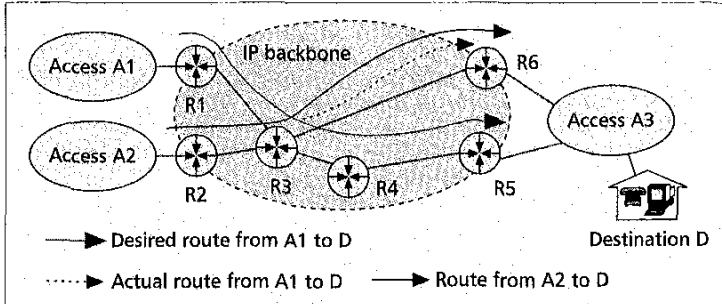 IP backbone
Access A1
R1
R6
Access A2
R2
R3
R4
R5
Access A3
Destination D
Desired route from A1 to D
Actual route from A1 to D
Route from A2 to D